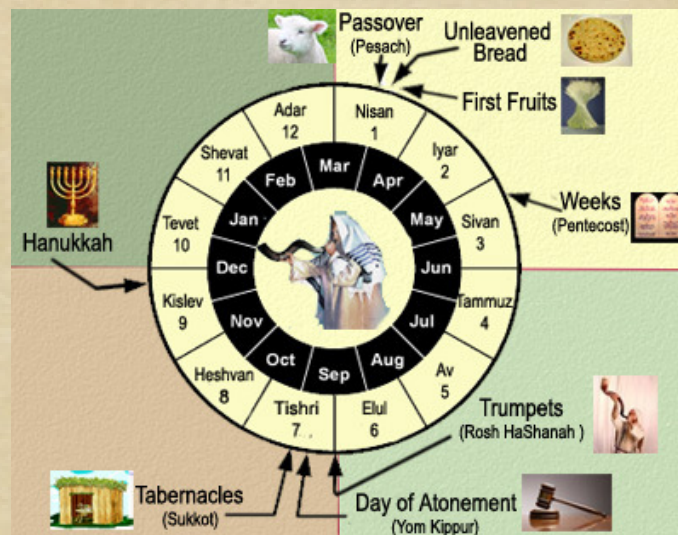 Passover
(Pesach)
Unleavened
Bread
First Fruits
Weeks
(Pentecost)
Hanukkah
Trumpets
(Rosh HaShanah )
Day of Atonement
(Yom Kippur)
Tabernacles
(Sukkot)
Nisan
1
Iyar
2
Sivan
3
Tammuz
4
Av
5
Elul
6
Tishri
7
Heshvan
8
Kislev
9
Tevet
10
Shevat
11
Adar
12
Mar
Apr
May
Jun
Jul
Aug
Sep
Oct
Nov
Dec
Jan
Feb